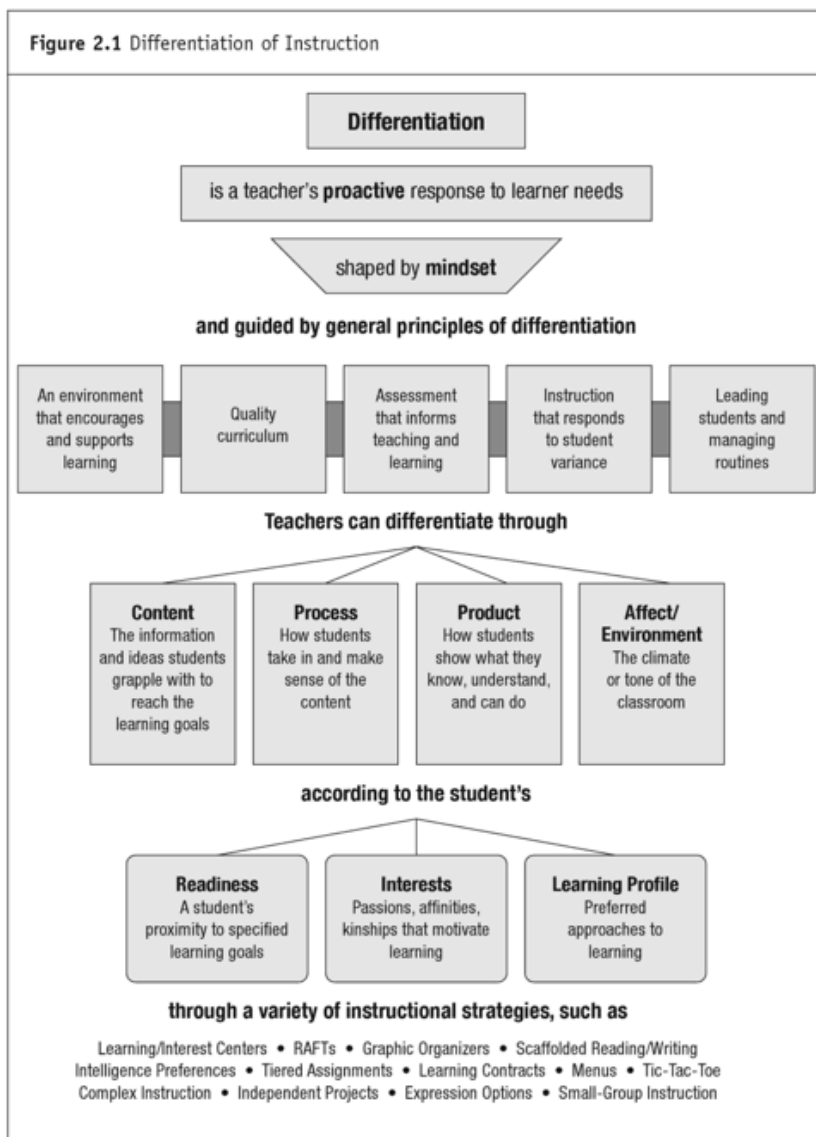 Figure 2.1 Differentiation of Instruction
Differentiation
is a teacher's proactive response to learner needs
shaped by mindset
and guided by general principles of differentiation
An environment
that encourages
and supports
learning
Quality
curriculum
Assessment
that informs
teaching and
learning
Instruction
that responds
to student
variance
Leading
students and
managing
routines
Teachers can differentiate through
Content
The information
and ideas students
grapple with to
reach the
learning goals
Process
How students
take in and make
sense of the
content
Product
How students
show what they
know, understand,
and can do
Affect/
Environment
The climate
or tone of the
classroom
according to the student's
Readiness
A student's
proximity to specified
learning goals
Interests
Passions, affinities,
kinships that motivate
learning
Learning Profile
Preferred
approaches to
learning
through a variety of instructional strategies, such as
Learning/Interest Centers • RAFTs • Graphic Organizers • Scaffolded Reading/Writing
Intelligence Preferences • Tiered Assignments • Learning Contracts • Menus • Tic-Tac-Toe
Complex Instruction • Independent Projects • Expression Options • Small-Group Instruction